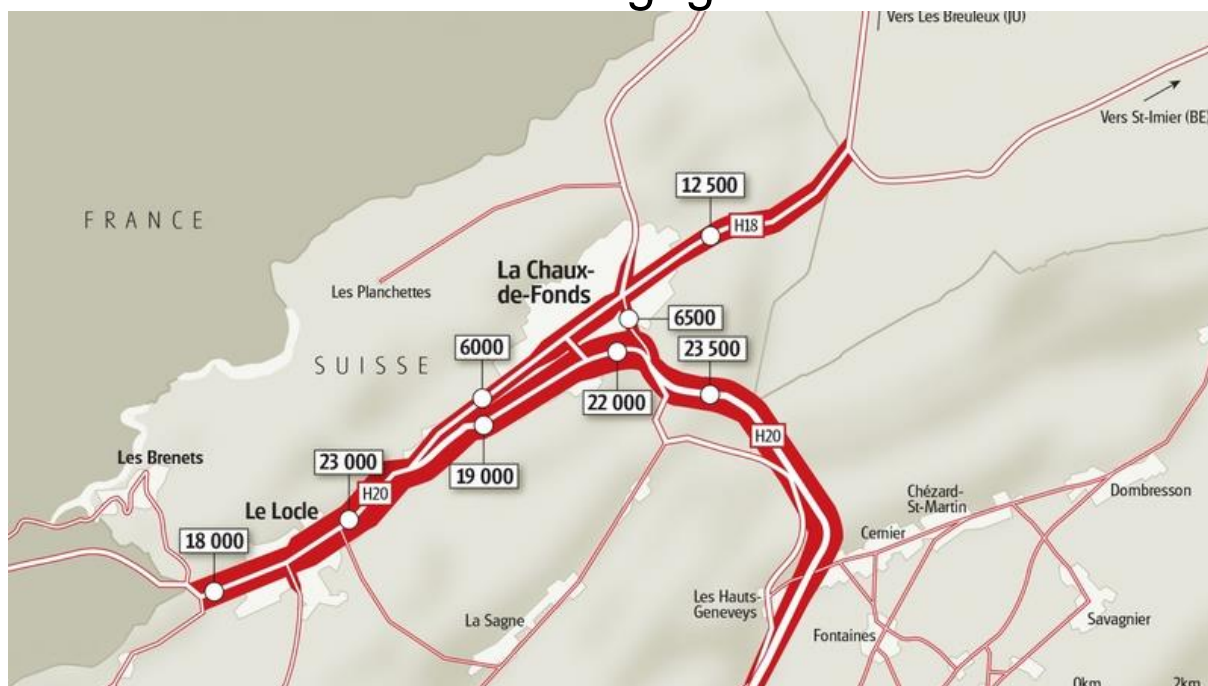 Vers Les Breuleux (JU)
Vers St-Imier (BE)
12 500
FRANCE
H18
La Chaux-
de-Fonds
Les Planchettes
6500
6000
23 500
SUISSE
22 000
H20
Les Brenets
23 000
19 000
H20
Le Locle
Chézard-
St-Martin
Dombresson
18 000
Cernier
Les Hauts-
Geneveys
La Sagne
Fontaines
Savagnier
0km
2km